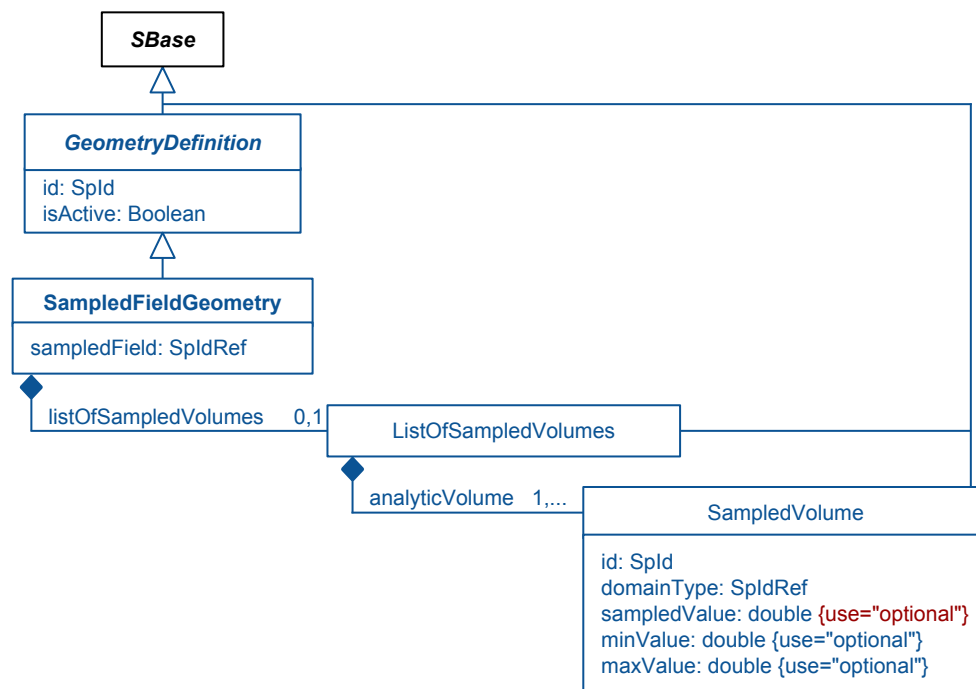 SBase
GeometryDefinition
id: SpId
isActive: Boolean
SampledFieldGeometry
sampledField: SpIdRef
listOfSampledVolumes 0,1
ListOfSampledVolumes
analyticVolume 1,...
SampledVolume
id: SpId
domainType: SpIdRef
sampledValue: double {use="optional"}
minValue: double {use="optional"}
maxValue: double {use="optional"}